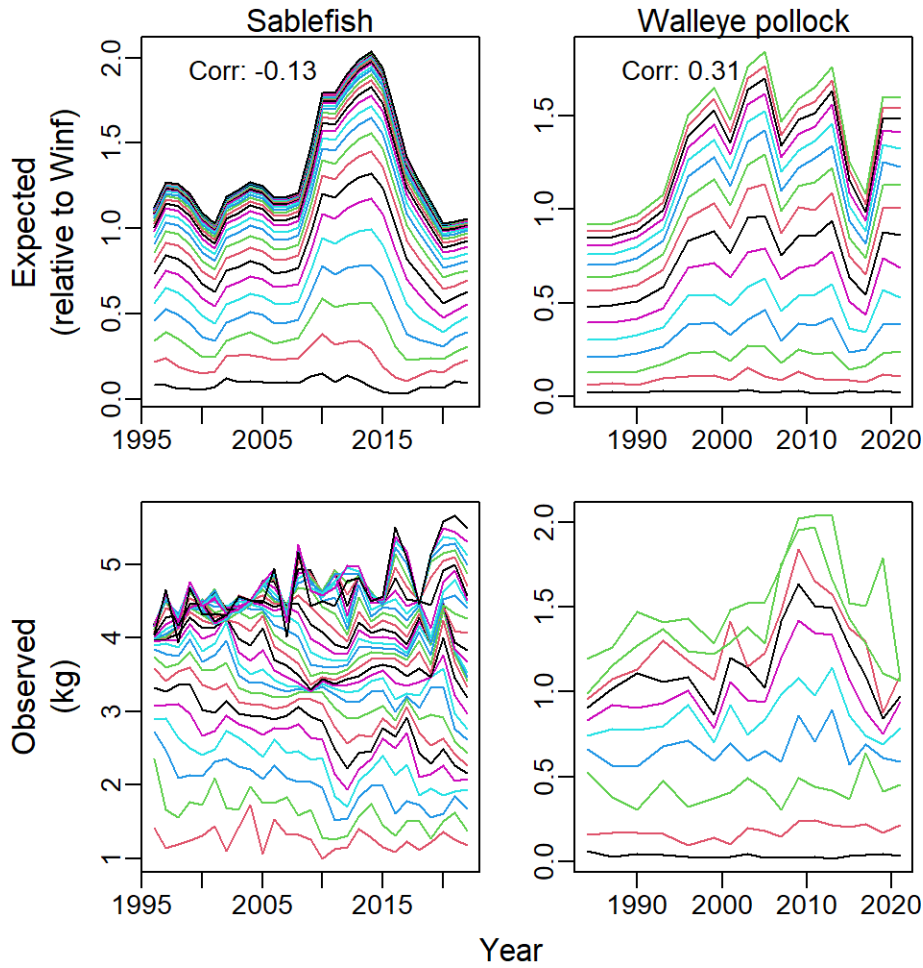 Sablefish
Walleye pollock
Expected
(relative to Winf)
Corr: -0.13
Corr: 0.31
2.0
1.5
1.0
0.5
0.0
1995 2005 2015
1.5
1.0
0.5
0.0
1990 2000 2010 2020
Observed
(kg)
5
4
3
2
1
1995 2005 2015
2.0
1.5
1.0
0.5
0.0
1990 2000 2010 2020
Year